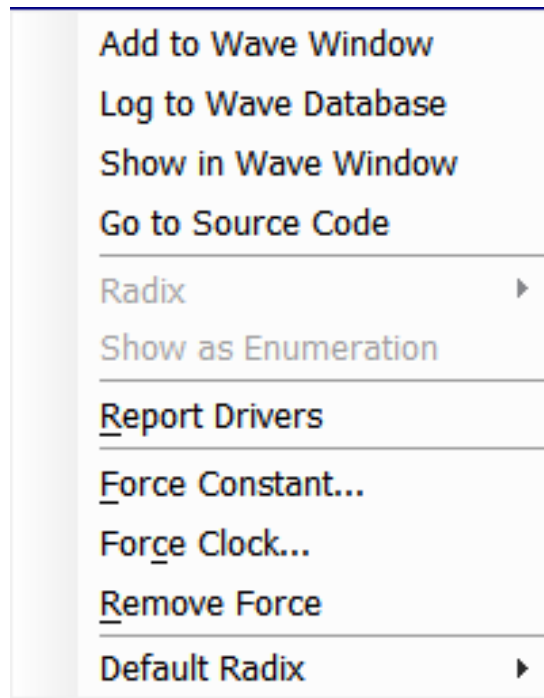 Add to Wave Window
Log to Wave Database
Show in Wave Window
Go to Source Code
Radix
Show as Enumeration
Report Drivers
Force Constant...
Force Clock...
Remove Force
Default Radix